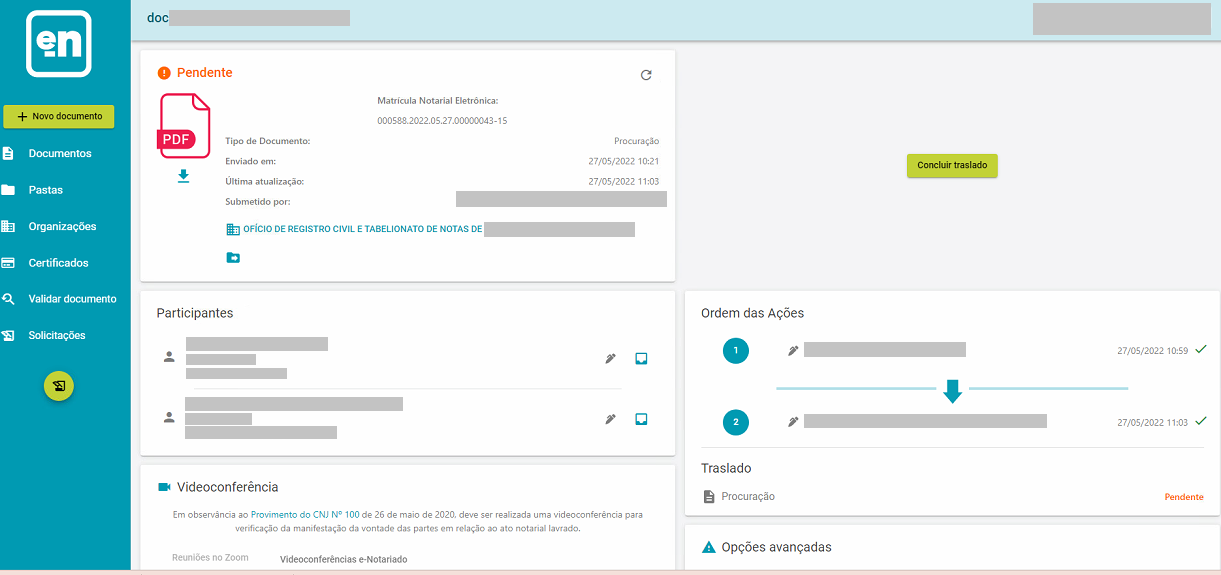 en
doc
+ Novo documento
Documentos
Pastas
Organizações
Certificados
Validar documento
Solicitações
Pendente
PDF
Matrícula Notarial Eletrônica:
000588.2022.05.27.00000043-15
Tipo de Documento: Procuração
Enviado em: 27/05/2022 10:21
Última atualização: 27/05/2022 11:03
Submetido por:
OFÍCIO DE REGISTRO CIVIL E TABELIONATO DE NOTAS DE
Concluir traslado
Participantes
Videoconferência
Em observância ao Provimento do CNJ Nº 100 de 26 de maio de 2020, deve ser realizada uma videoconferência para
verificação da manifestação da vontade das partes em relação ao ato notarial lavrado.
Reuniões no Zoom Videoconferências e-Notariado
Ordem das Ações
1 27/05/2022 10:59
2 27/05/2022 11:03
Traslado
Procuração Pendente
Opções avançadas